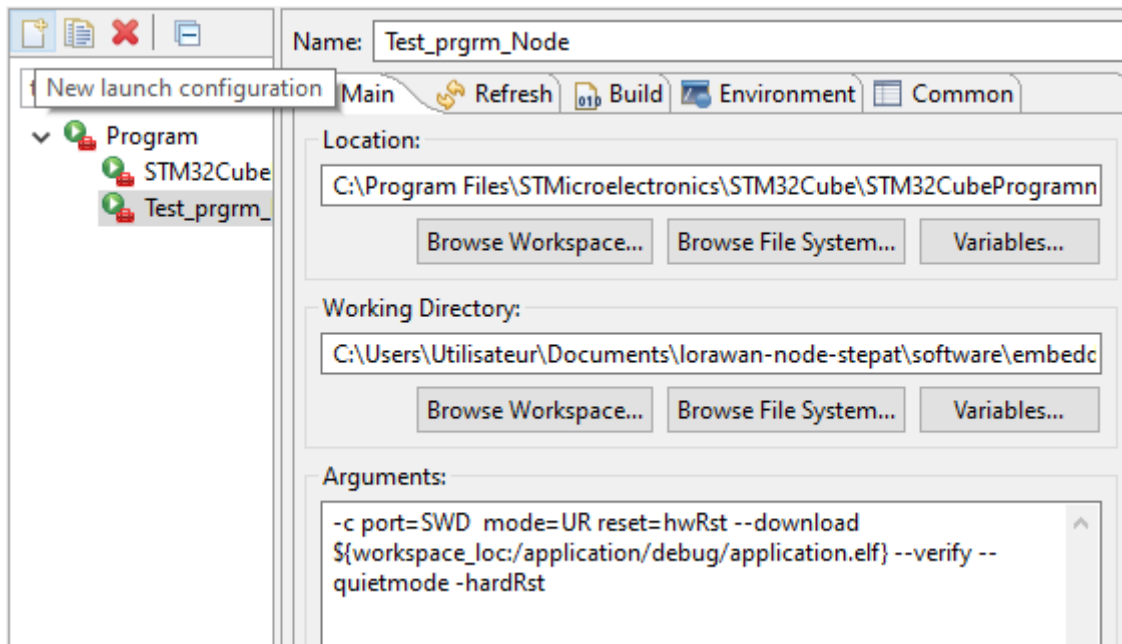 Name: Test_prgrm_Node
New launch configuration
Main Refresh Build Environment Common
Program
STM32Cube
Test_prgrm_
Location:
C:\Program Files\STMicroelectronics\STM32Cube\STM32CubeProgramm
Browse Workspace... Browse File System... Variables...
Working Directory:
C:\Users\Utilisateur\Documents\lorawan-node-stepat\software\embedc
Browse Workspace... Browse File System... Variables...
Arguments:
-c port=SWD  mode=UR reset=hwRst --download
${workspace_loc:/application/debug/application.elf} --verify --
quietmode -hardRst